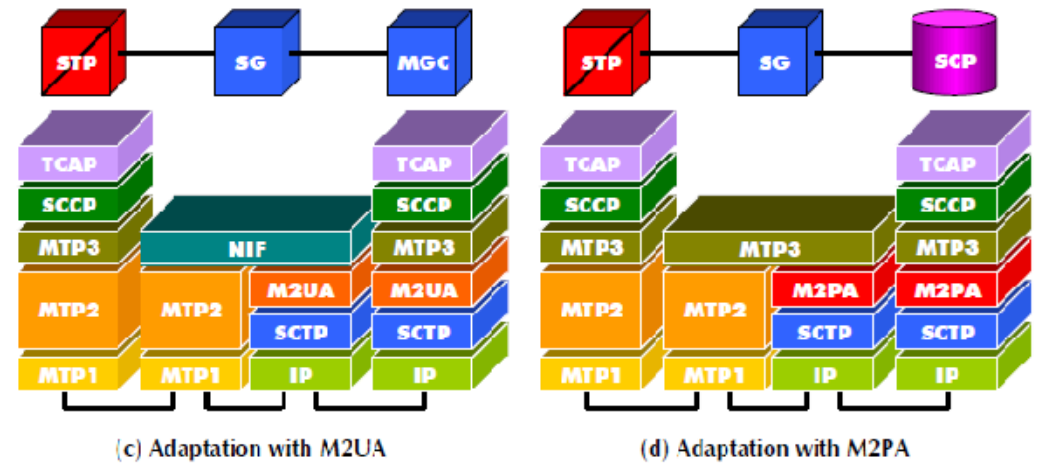 STP SG MGC
TCAP TCAP
SCCP SCCP
MTP3 NIF MTP3
MTP2 MTP2 M2UA M2UA
SCTP SCTP
MTP1 MTP1 IP IP
(c) Adaptation with M2UA
STP SG SCP
TCAP TCAP
SCCP SCCP
MTP3 MTP3 MTP3
MTP2 MTP2 M2PA M2PA
SCTP SCTP
MTP1 MTP1 IP IP
(d) Adaptation with M2PA